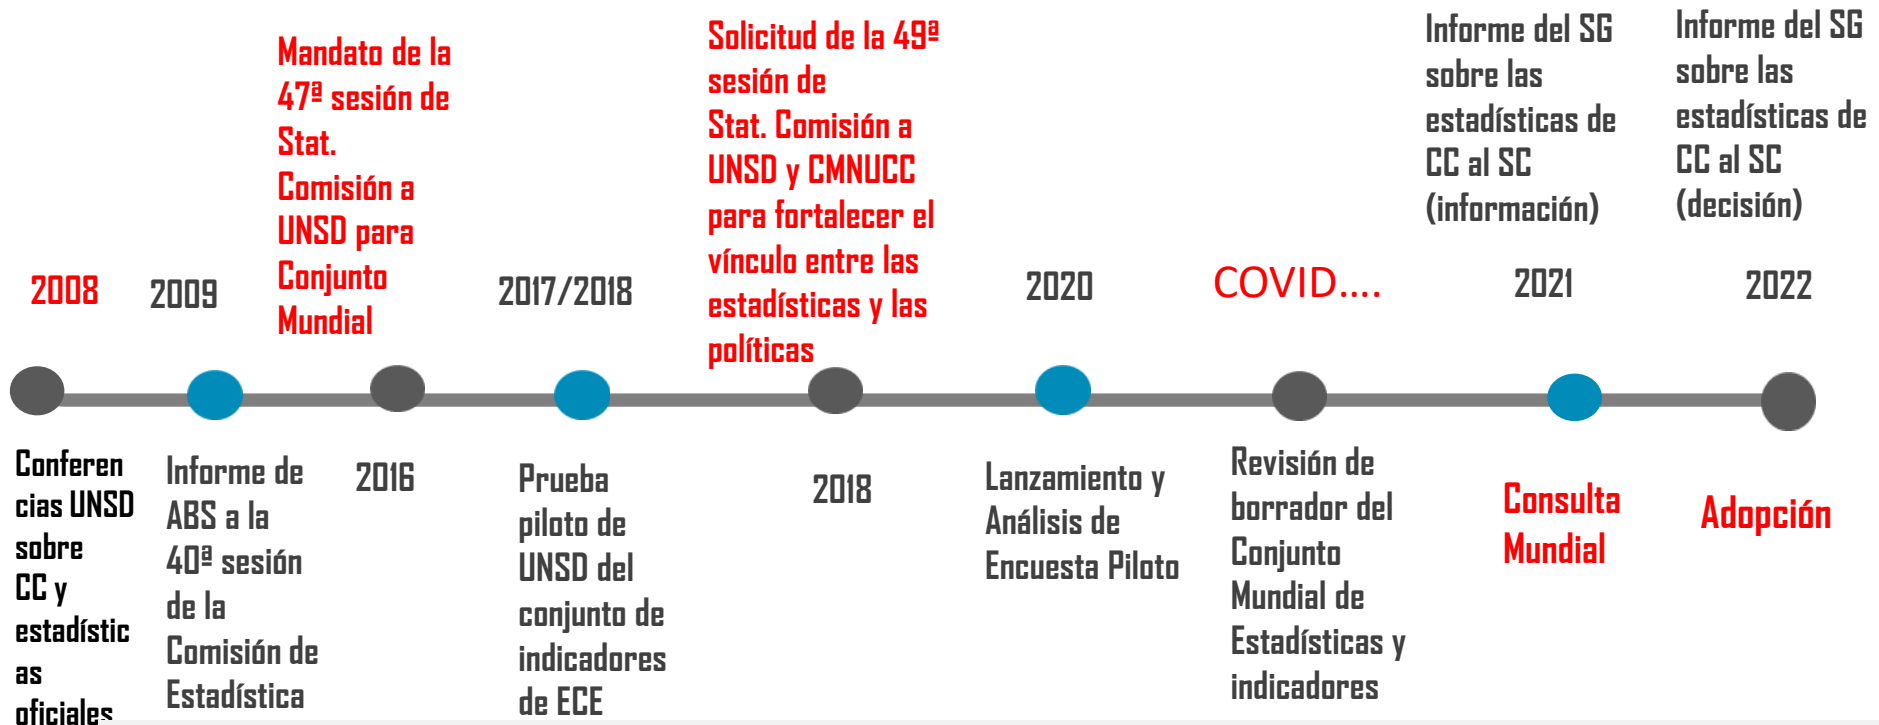 2008
Conferen
cias UNSD
sobre
CC y
estadístic
as
oficiales
2009
Informe de
ABS a la
40ª sesión
de la
Comisión de
Estadística
Mandato de la
47ª sesión de
Stat.
Comisión a
UNSD para
Conjunto
Mundial
2016
2017/2018
Prueba
piloto de
UNSD del
conjunto de
indicadores
de ECE
Solicitud de la 49ª
sesión de
Stat. Comisión a
UNSD y CMNUCC
para fortalecer el
vínculo entre las
estadísticas y las
políticas
2018
2020
Lanzamiento y
Análisis de
Encuesta Piloto
COVID....
Revisión de
borrador del
Conjunto
Mundial de
Estadísticas y
indicadores
Informe del SG
sobre las
estadísticas de
CC al SC
(información)
2021
Consulta
Mundial
Informe del SG
sobre las
estadísticas de
CC al SC
(decisión)
2022
Adopción